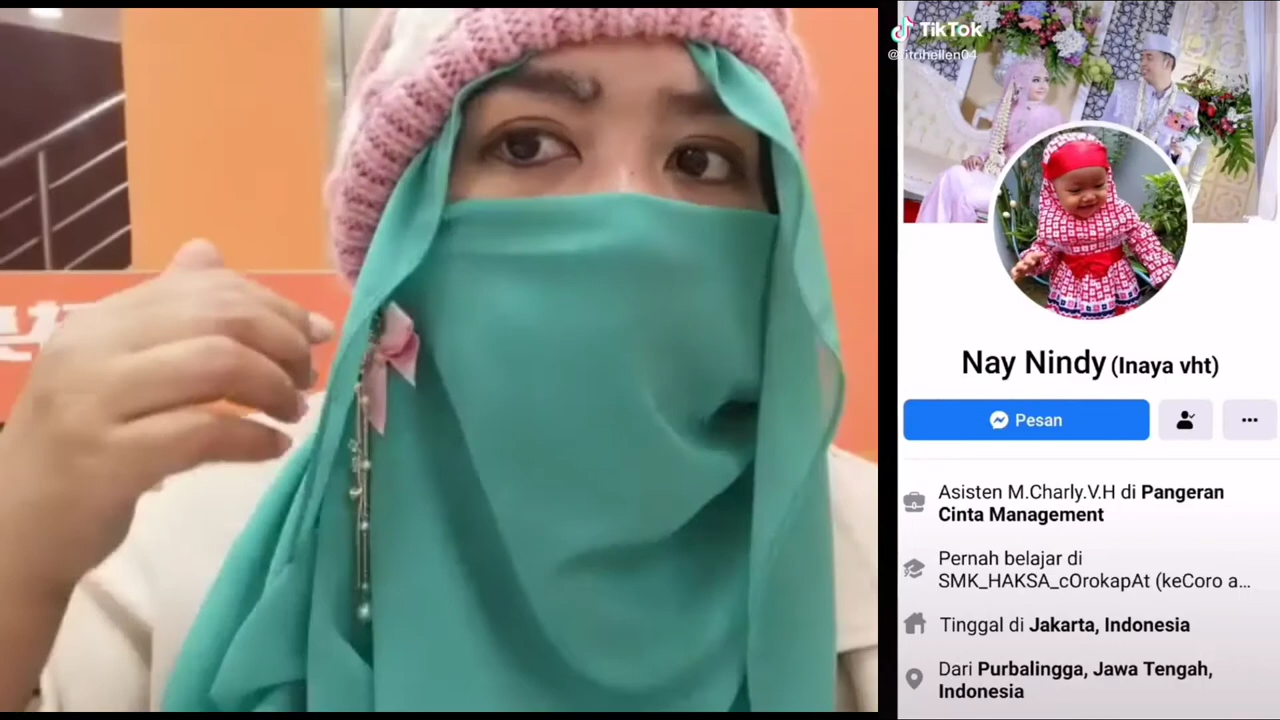 TikTok
Nay Nindy (Inaya vht)
Pesan
Asisten M.Charly.V.H di Pangeran
Cinta Management
Pernah belajar di
SMK_HAKSA_cOrokapAt (keCoro a...
Tinggal di Jakarta, Indonesia
Dari Purbalingga, Jawa Tengah,
Indonesia